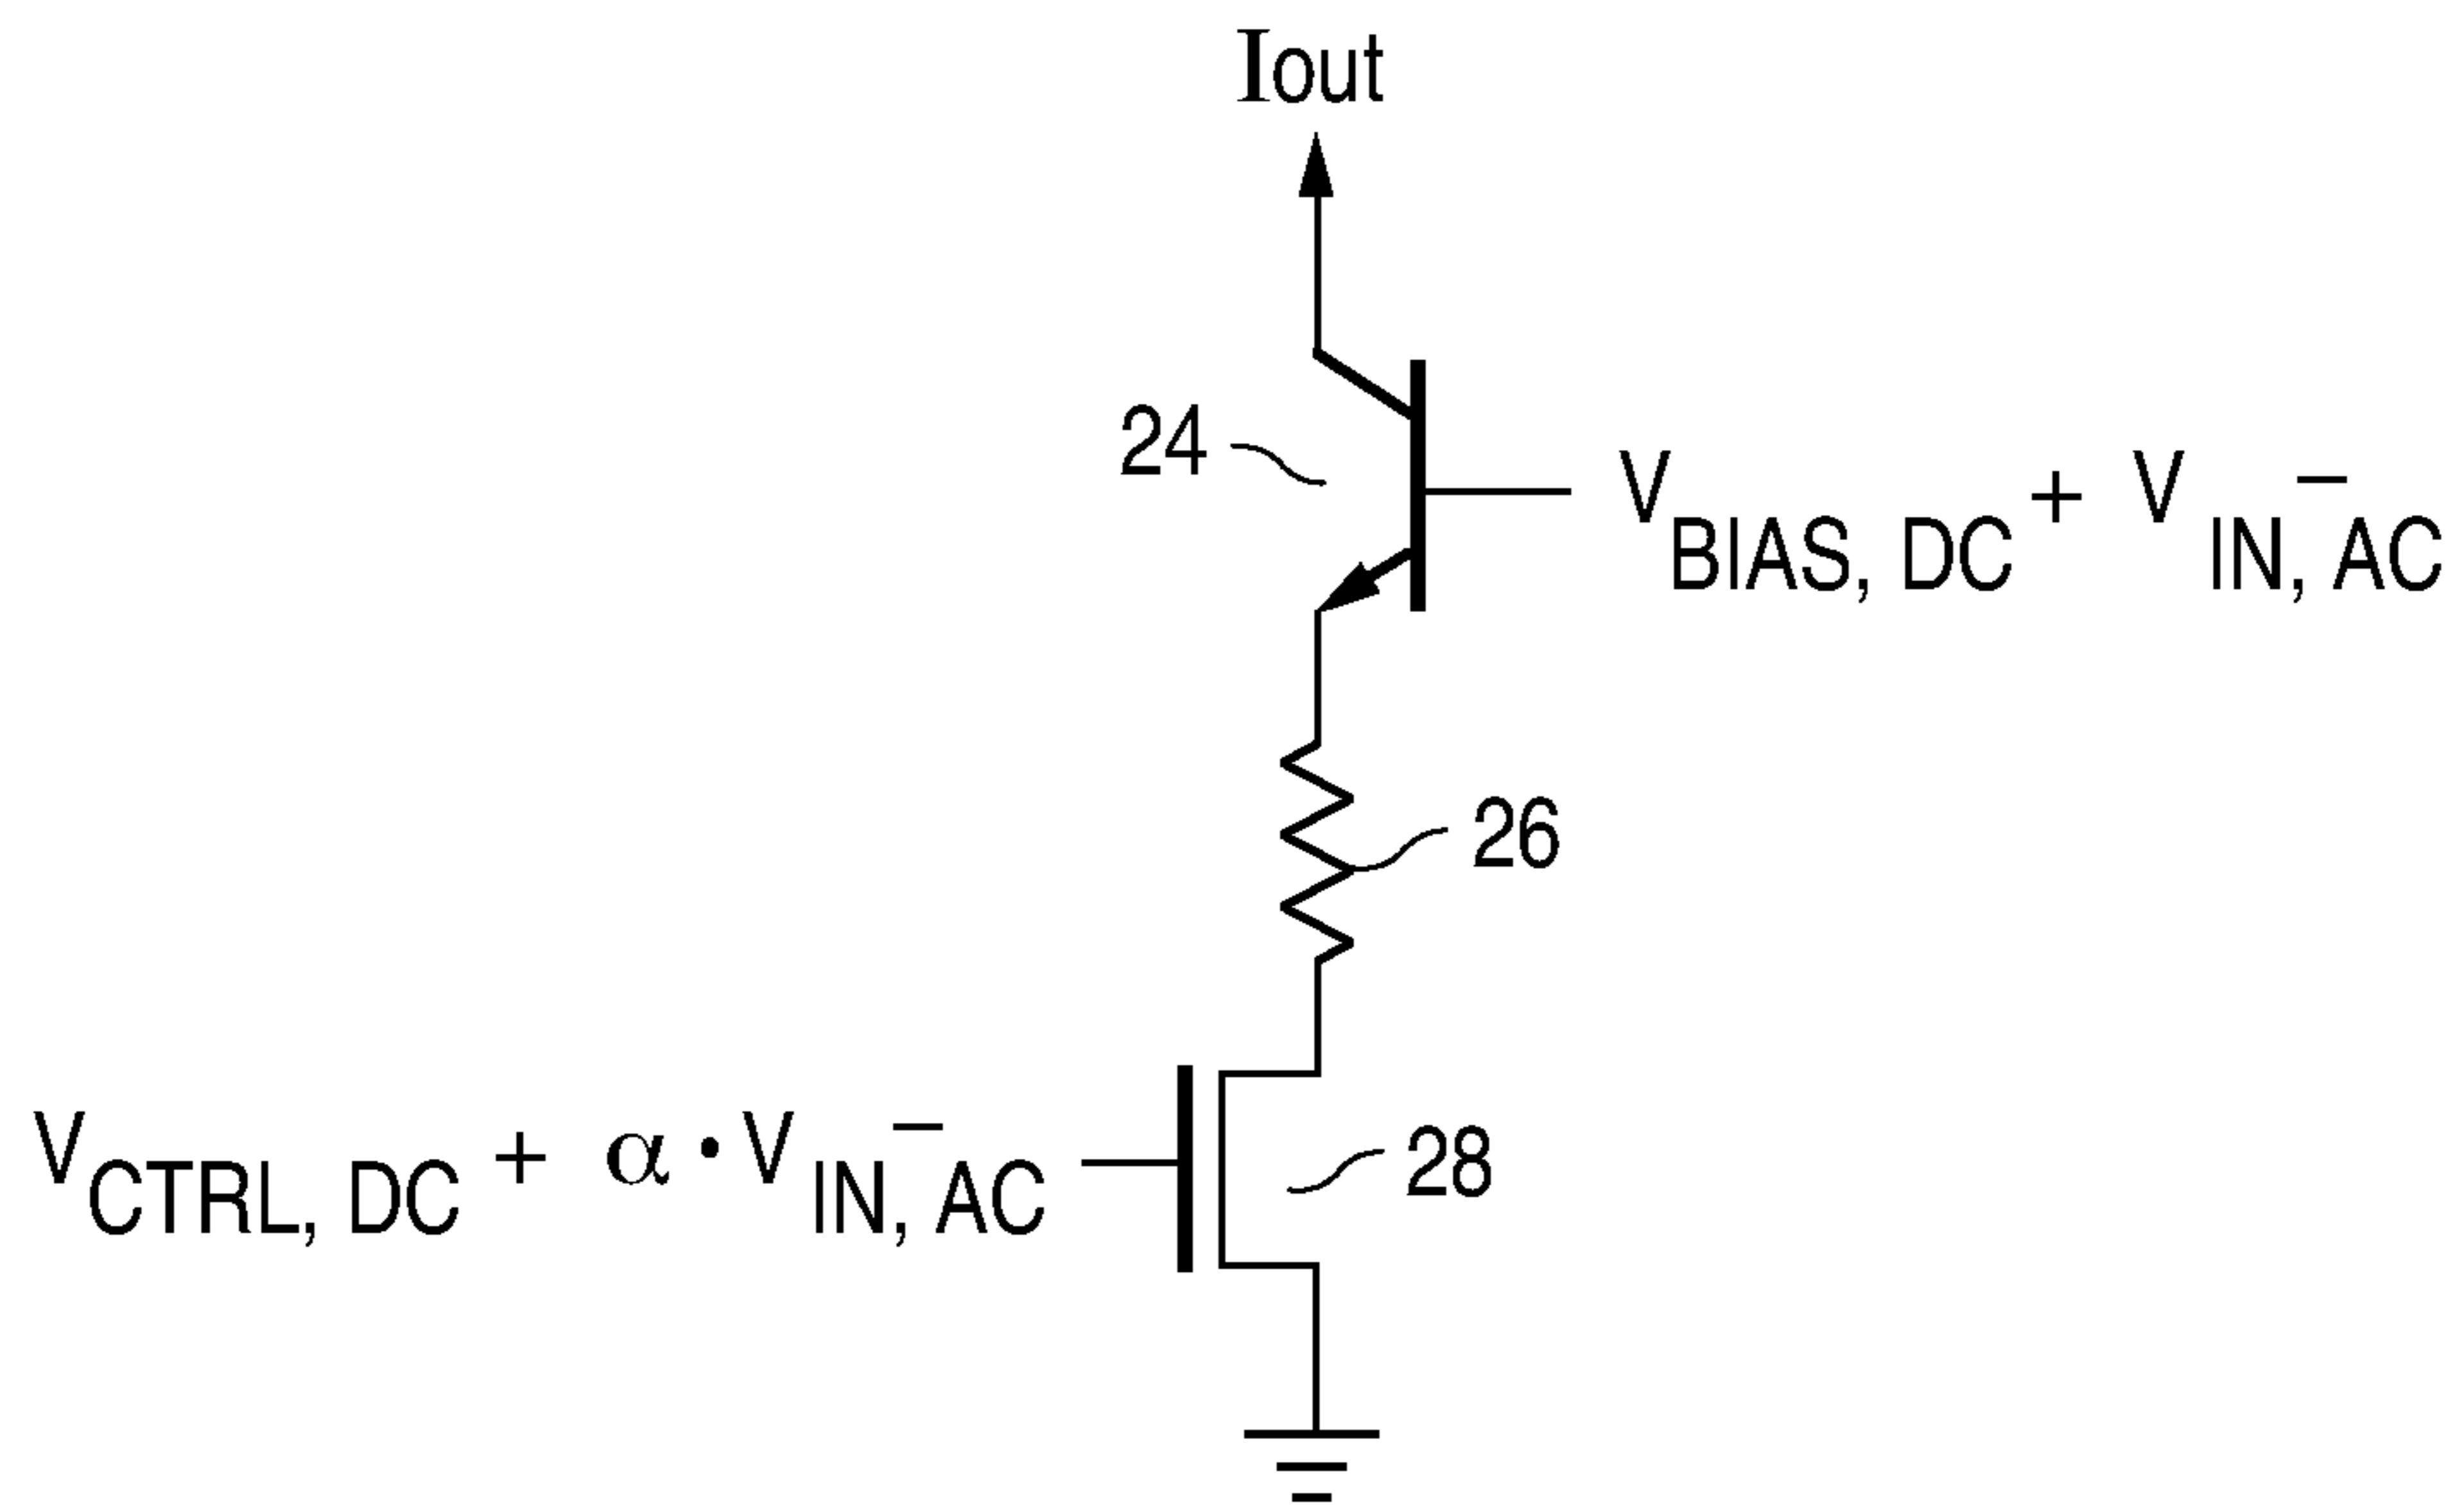 Iout
24
V BIAS, DC + V IN, AC −
26
V CTRL, DC + α · V IN, AC −
28